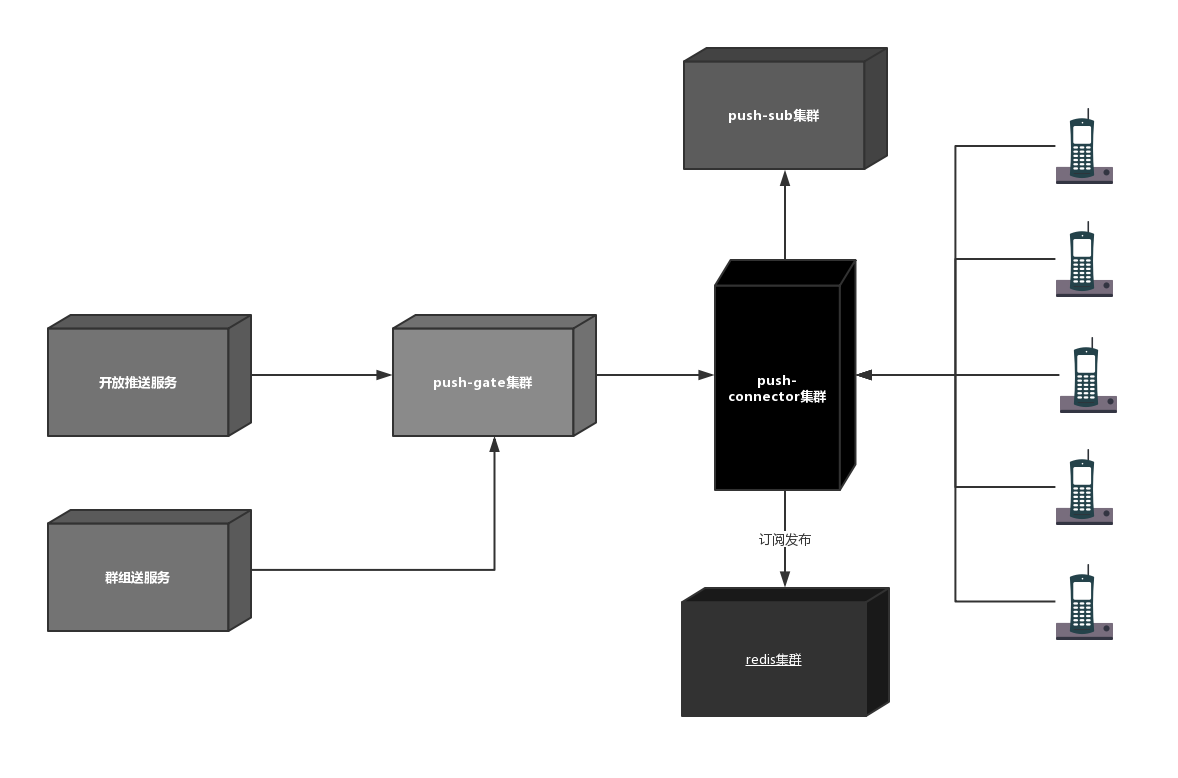 push-sub集群
开放推送服务
push-gate集群
push-
connector集群
订阅发布
群组送服务
redis集群